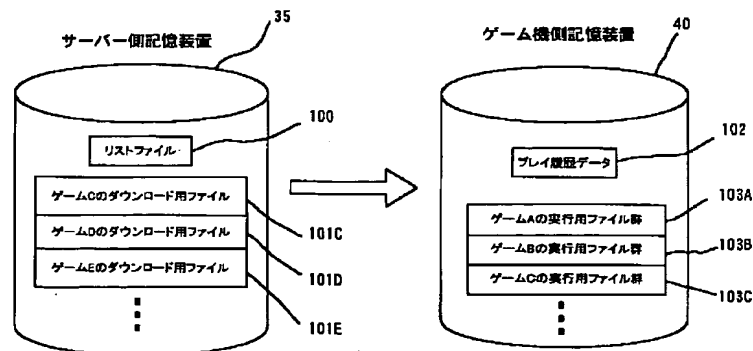 サーバー側記憶装置
35
100
リストファイル
ゲームCのダウンロード用ファイル
ゲームDのダウンロード用ファイル
ゲームEのダウンロード用ファイル
101C
101D
101E
ゲーム機側記憶装置
40
102
プレイ履歴データ
ゲームAの実行用ファイル群
ゲームBの実行用ファイル群
ゲームCの実行用ファイル群
103A
103B
103C